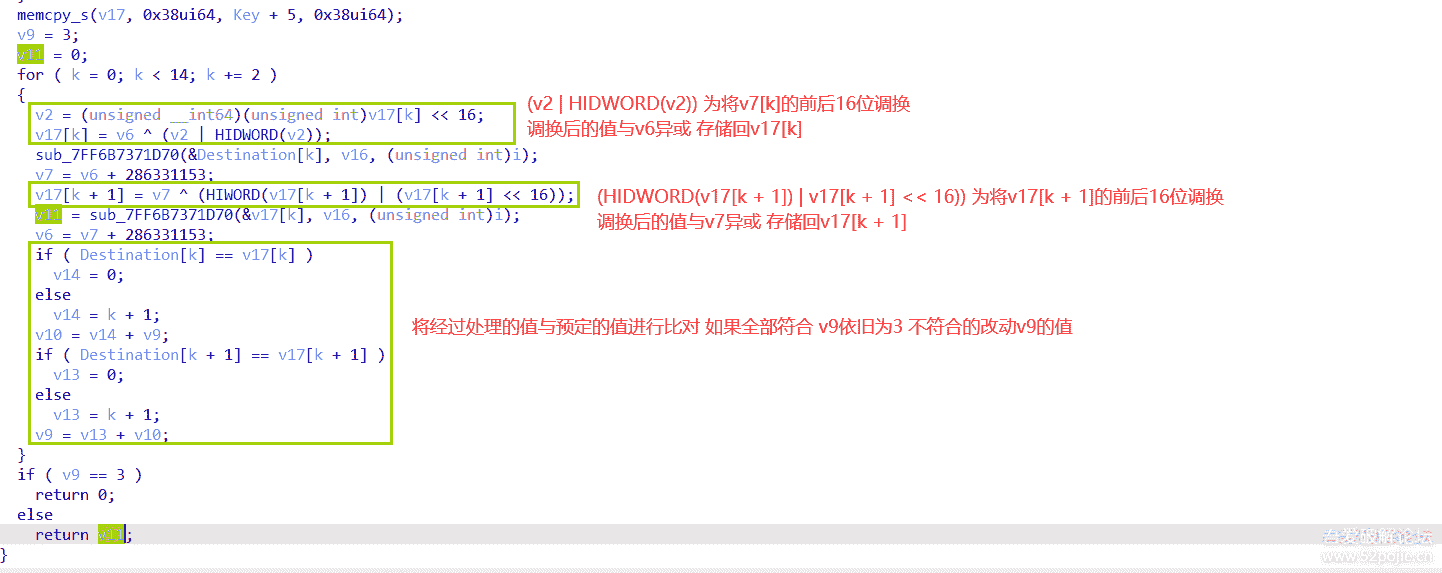 }
memcpy_s(v17, 0x38ui64, Key + 5, 0x38ui64);
v9 = 3;
v11 = 0;
for ( k = 0; k < 14; k += 2 )
{
v2 = (unsigned __int64)(unsigned int)v17[k] << 16;
(v2 | HIDWORD(v2)) 为将v7[k]的前后16位调换
v17[k] = v6 ^ (v2 | HIDWORD(v2));
调换后的值与v6异或 存储回v17[k]
sub_7FF6B7371D70(&Destination[k], v16, (unsigned int)i);
v7 = v6 + 286331153;
v17[k + 1] = v7 ^ (HIWORD(v17[k + 1]) | (v17[k + 1] << 16));
(HIDWORD(v17[k + 1]) | v17[k + 1] << 16)) 为将v17[k + 1]的前后16位调换
v11 = sub_7FF6B7371D70(&v17[k], v16, (unsigned int)i);
调换后的值与v7异或 存储回v17[k + 1]
v6 = v7 + 286331153;
if ( Destination[k] == v17[k] )
v14 = 0;
else
v14 = k + 1;
将经过处理的值与预定的值进行比对 如果全部符合 v9依旧为3 不符合的改动v9的值
v10 = v14 + v9;
if ( Destination[k + 1] == v17[k + 1] )
v13 = 0;
else
v13 = k + 1;
v9 = v13 + v10;
}
if ( v9 == 3 )
return 0;
else
return v11;
}
吾爱破解论坛
www.52pojie.cn